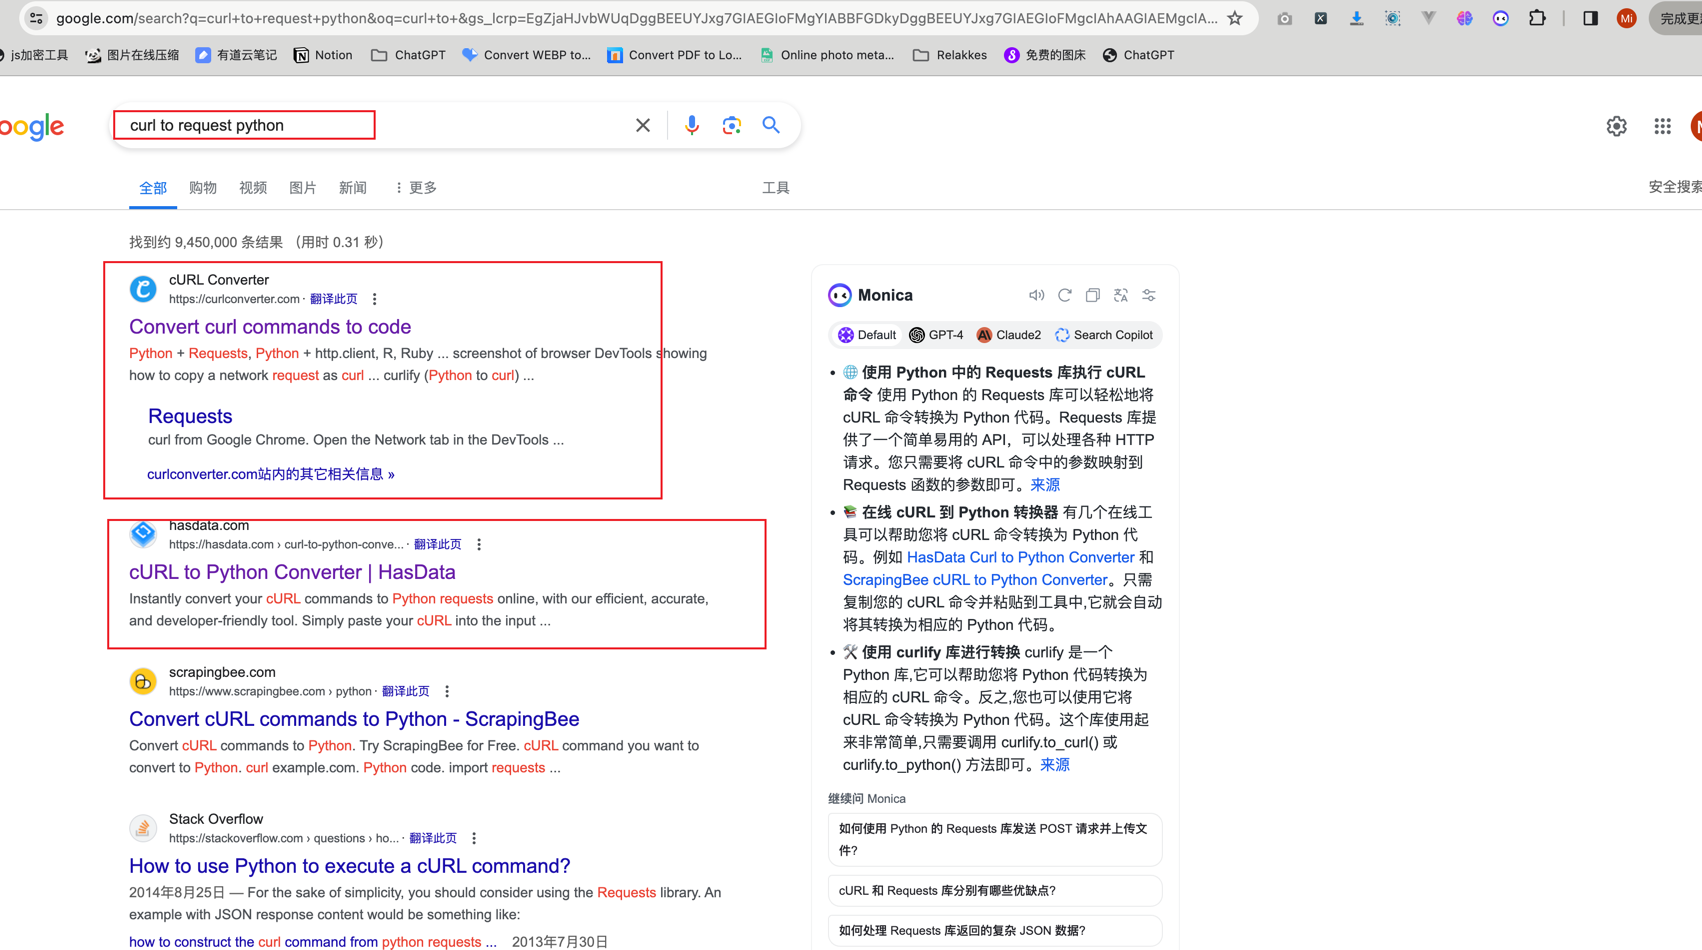 google.com/search?q=curl+to+request+python&oq=curl+to+&gs_lcrp=EgZjaHJvbWUqDggBEEUYJxg7GIAEGIoFMgYIABBFGDkyDggBEEUYJxg7GIAEGIoFMgcIAhAAGIAEMgcIA...
Mi
完成更
js加密工具
图片在线压缩
有道云笔记
Notion
ChatGPT
Convert WEBP to...
Convert PDF to Lo...
Online photo meta...
Relakkes
免费的图床
ChatGPT
oogle
curl to request python
全部 购物 视频 图片 新闻 更多 工具
安全搜索
找到约 9,450,000 条结果 （用时 0.31 秒）
cURL Converter
https://curlconverter.com · 翻译此页
Convert curl commands to code
Python + Requests, Python + http.client, R, Ruby ... screenshot of browser DevTools showing
how to copy a network request as curl ... curlify (Python to curl) ...
Requests
curl from Google Chrome. Open the Network tab in the DevTools ...
curlconverter.com站内的其它相关信息 »
hasdata.com
https://hasdata.com › curl-to-python-conve... · 翻译此页
cURL to Python Converter | HasData
Instantly convert your cURL commands to Python requests online, with our efficient, accurate,
and developer-friendly tool. Simply paste your cURL into the input ...
scrapingbee.com
https://www.scrapingbee.com › python · 翻译此页
Convert cURL commands to Python - ScrapingBee
Convert cURL commands to Python. Try ScrapingBee for Free. cURL command you want to
convert to Python. curl example.com. Python code. import requests ...
Stack Overflow
https://stackoverflow.com › questions › ho... · 翻译此页
How to use Python to execute a cURL command?
2014年8月25日 — For the sake of simplicity, you should consider using the Requests library. An
example with JSON response content would be something like:
how to construct the curl command from python requests ... 2013年7月30日
Monica
Default GPT-4 Claude2 Search Copilot
• 🌐 使用 Python 中的 Requests 库执行 cURL
命令 使用 Python 的 Requests 库可以轻松地将
cURL 命令转换为 Python 代码。Requests 库提
供了一个简单易用的 API，可以处理各种 HTTP
请求。您只需要将 cURL 命令中的参数映射到
Requests 函数的参数即可。来源
• 📚 在线 cURL 到 Python 转换器 有几个在线工
具可以帮助您将 cURL 命令转换为 Python 代
码。例如 HasData Curl to Python Converter 和
ScrapingBee cURL to Python Converter。只需
复制您的 cURL 命令并粘贴到工具中,它就会自动
将其转换为相应的 Python 代码。
• 🛠 使用 curlify 库进行转换 curlify 是一个
Python 库,它可以帮助您将 Python 代码转换为
相应的 cURL 命令。反之,您也可以使用它将
cURL 命令转换为 Python 代码。这个库使用起
来非常简单,只需要调用 curlify.to_curl() 或
curlify.to_python() 方法即可。来源
继续问 Monica
如何使用 Python 的 Requests 库发送 POST 请求并上传文
件?
cURL 和 Requests 库分别有哪些优缺点?
如何处理 Requests 库返回的复杂 JSON 数据?